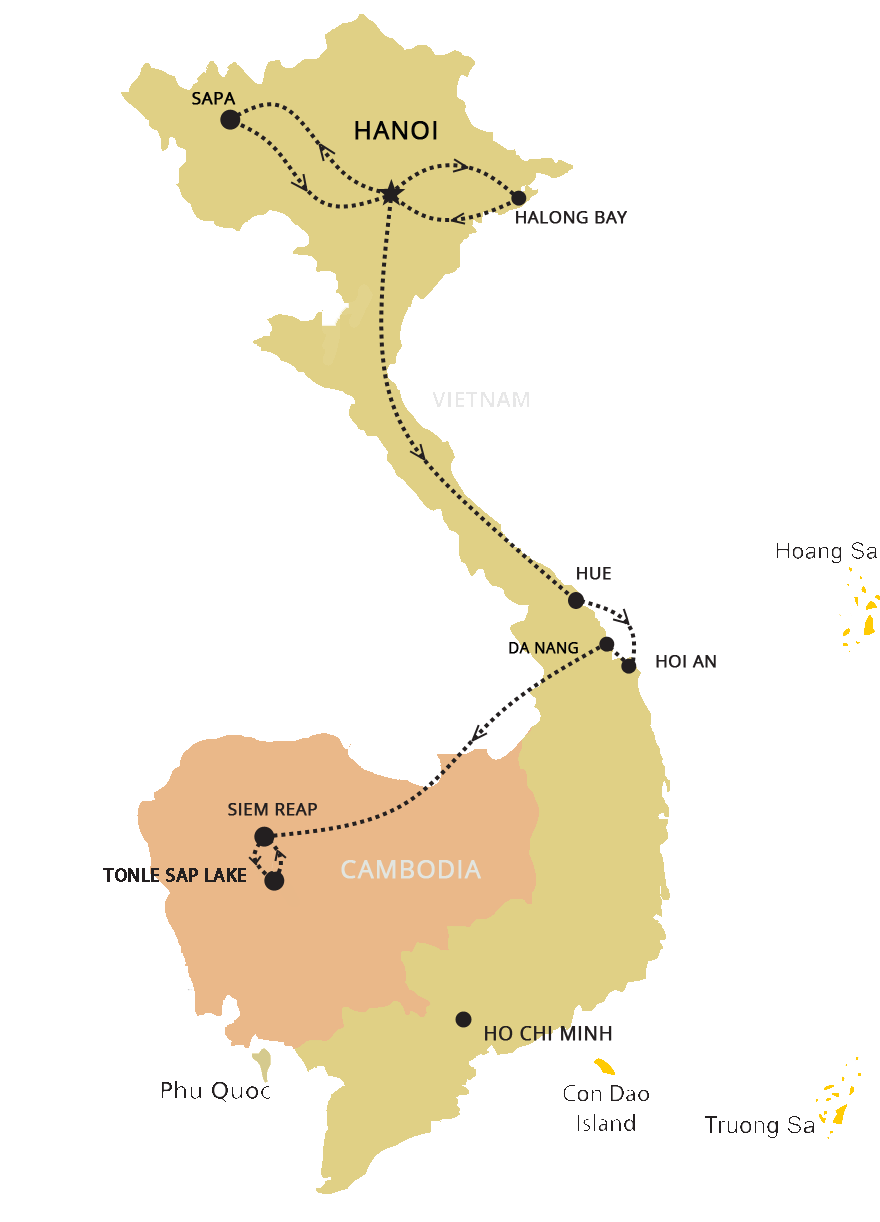 SAPA
HANOI
HALONG BAY
VIETNAM
Hoang Sa
HUE
DA NANG
HOI AN
SIEM REAP
CAMBODIA
TONLE SAP LAKE
HO CHI MINH
Phu Quoc
Con Dao
Island
Truong Sa